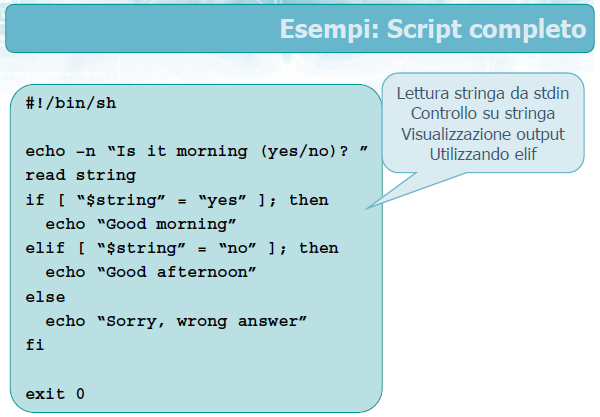 Esempi: Script completo
#!/bin/sh
echo –n “Is it morning (yes/no)? ”
read string
if [ “$string” = “yes” ]; then
echo “Good morning”
elif [ “$string” = “no” ]; then
echo “Good afternoon”
else
echo “Sorry, wrong answer”
fi
exit 0
Lettura stringa da stdin
Controllo su stringa
Visualizzazione output
Utilizzando elif